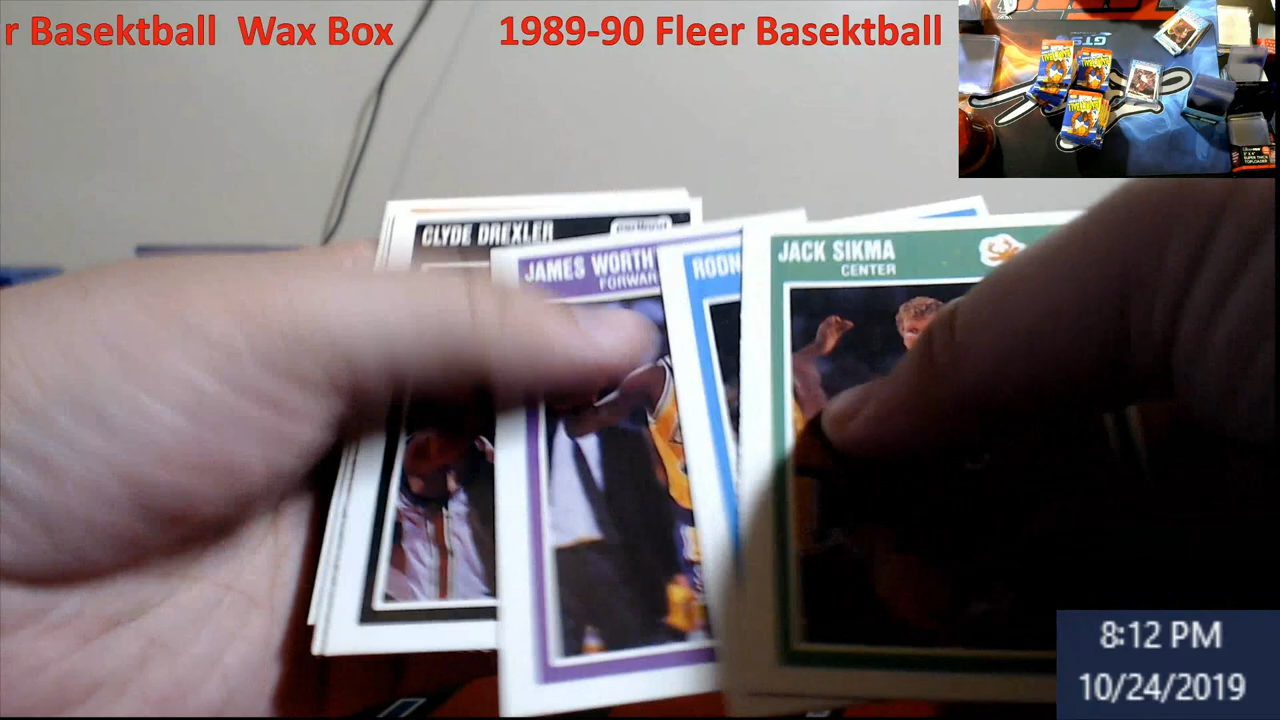 r Basektball Wax Box 1989-90 Fleer Basektball
CLYDE DREXLER
JAMES WORTH
FORWAR
RODN
JACK SIKMA
CENTER
8:12 PM
10/24/2019